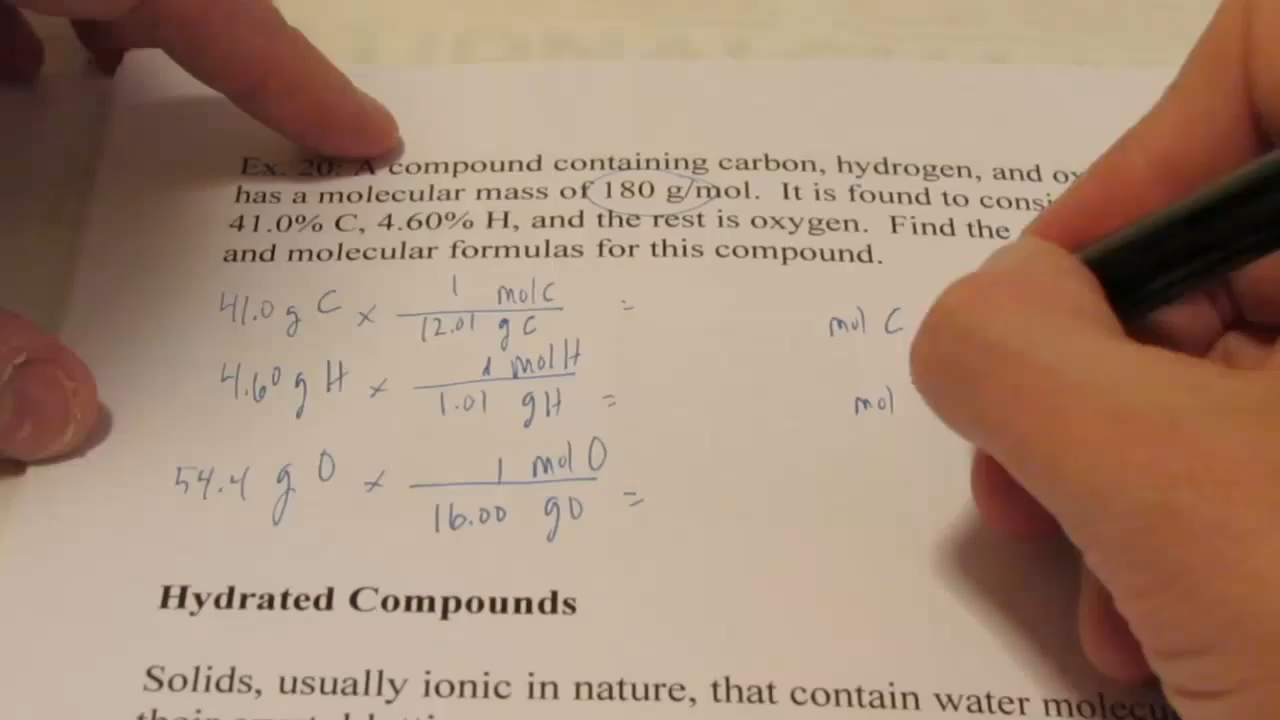 Ex. 20: A compound containing carbon, hydrogen, and
has a molecular mass of 180 g/mol. It is found to
41.0% C, 4.60% H, and the rest is oxygen. Find the
and molecular formulas for this compound.
41.0 g C × 1 mol C / 12.01 g C = mol C
4.60 g H × 1 mol H / 1.01 g H = mol
54.4 g O × 1 mol O / 16.00 g O =
Hydrated Compounds
Solids, usually ionic in nature, that contain water